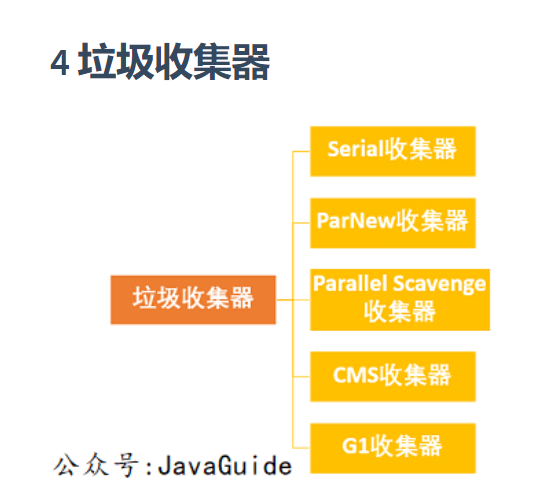 4 垃圾收集器
Serial收集器
ParNew收集器
Parallel Scavenge
收集器
垃圾收集器
CMS收集器
G1收集器
公众号:JavaGuide